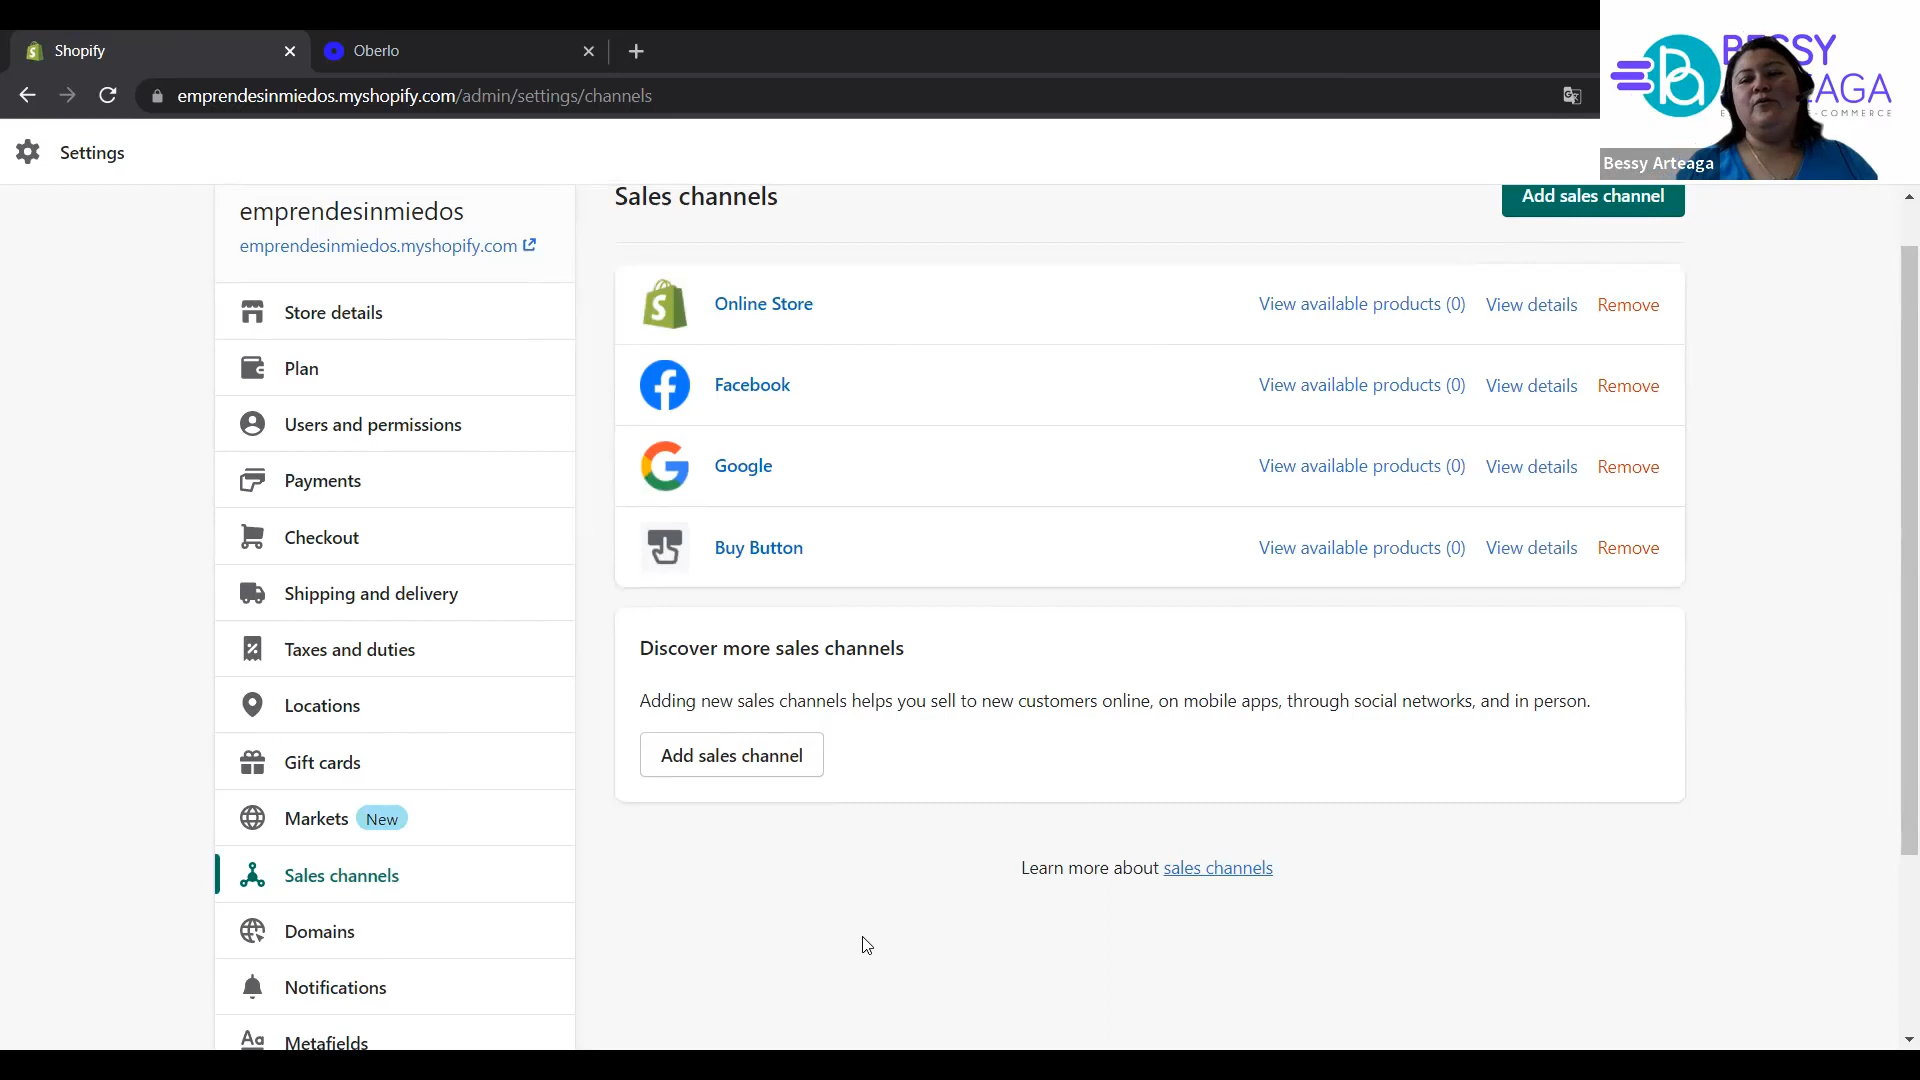 Shopify
Oberlo
emprendesinmiedos.myshopify.com/admin/settings/channels
BESSY
AGA
-COMMERCE
Bessy Arteaga
Settings
emprendesinmiedos
emprendesinmiedos.myshopify.com
Store details
Plan
Users and permissions
Payments
Checkout
Shipping and delivery
Taxes and duties
Locations
Gift cards
Markets New
Sales channels
Domains
Notifications
Aa Metafields
Sales channels
Add sales channel
Online Store View available products (0) View details Remove
Facebook View available products (0) View details Remove
Google View available products (0) View details Remove
Buy Button View available products (0) View details Remove
Discover more sales channels
Adding new sales channels helps you sell to new customers online, on mobile apps, through social networks, and in person.
Add sales channel
Learn more about sales channels